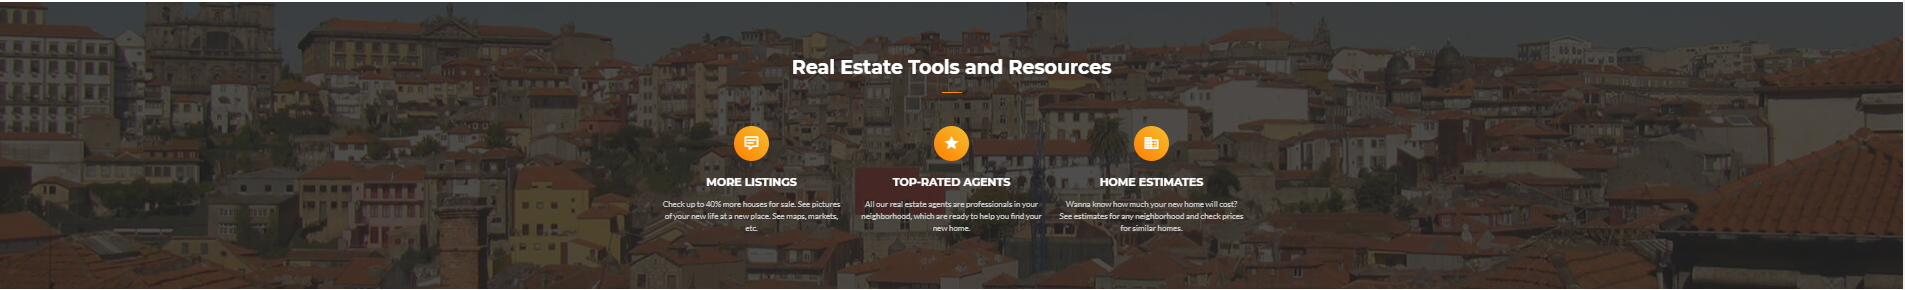 Real Estate Tools and Resources
MORE LISTINGS
Check up to 40% more houses for sale. See pictures
of your new life at a new place. See maps, markets,
etc.
TOP-RATED AGENTS
All our real estate agents are professionals in your
neighborhood, which are ready to help you find your
new home.
HOME ESTIMATES
Wanna know how much your new home will cost?
See estimates for any neighborhood and check prices
for similar homes.